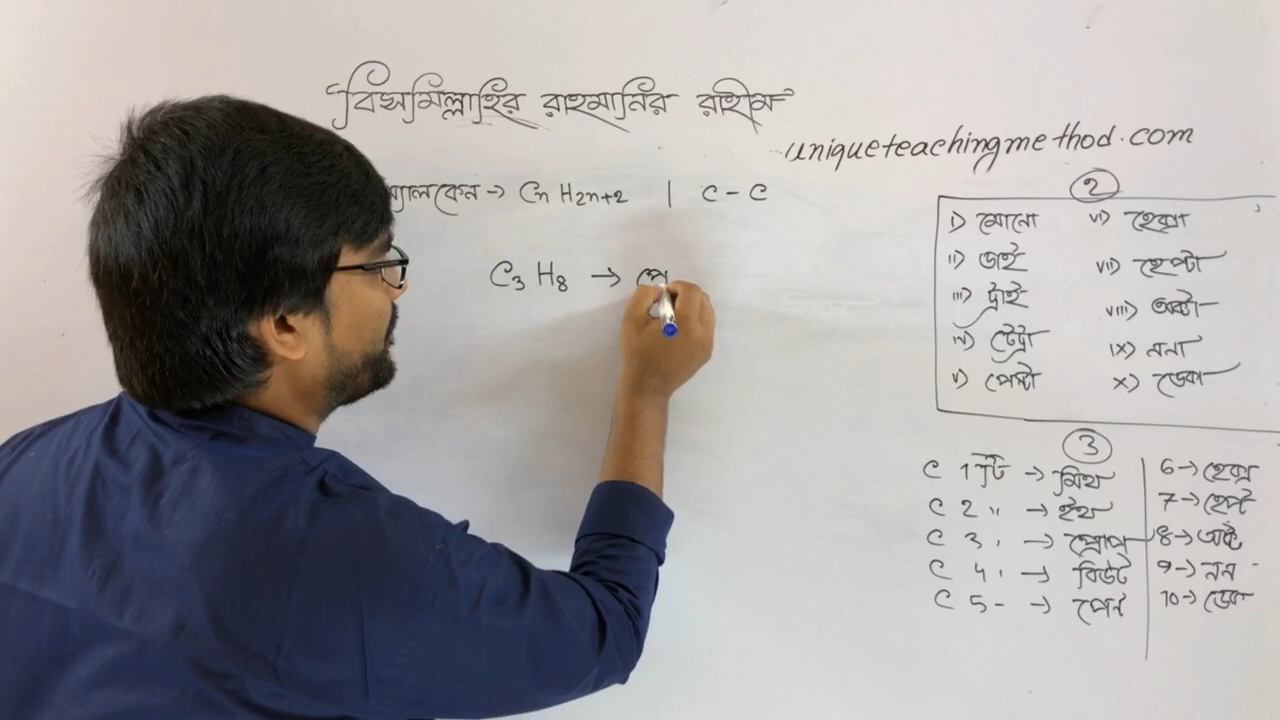 বিসমিল্লাহির রাহমানির রাহীম
uniqueteachingmethod.com
্যালকেন → CnH2n+2 | C - C
C3H8 → প্রো
2
i) মোনো vi) হেক্সা
ii) ডাই vii) হেপ্টা
iii) ট্রাই viii) অক্টা
iv) টেট্রা ix) ননা
v) পেন্টা x) ডেকা
3
C 1 টি → মিথ 6 → হেক্স
C 2 " → ইথ 7 → হেপ্ট
C 3 , → প্রোপ 8 → অক্ট
C 4 , → বিউট 9 → নন
C 5 - → পেন্ট 10 → ডেক